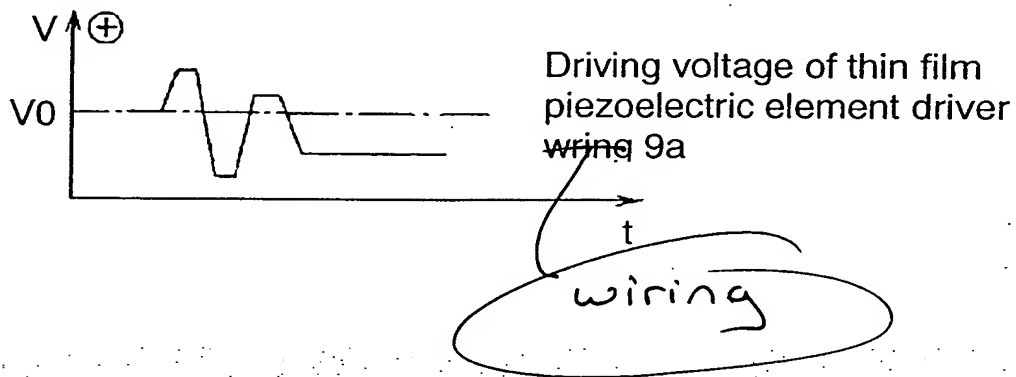 V ⊕
V0
Driving voltage of thin film
piezoelectric element driver
wring 9a
t
wiring